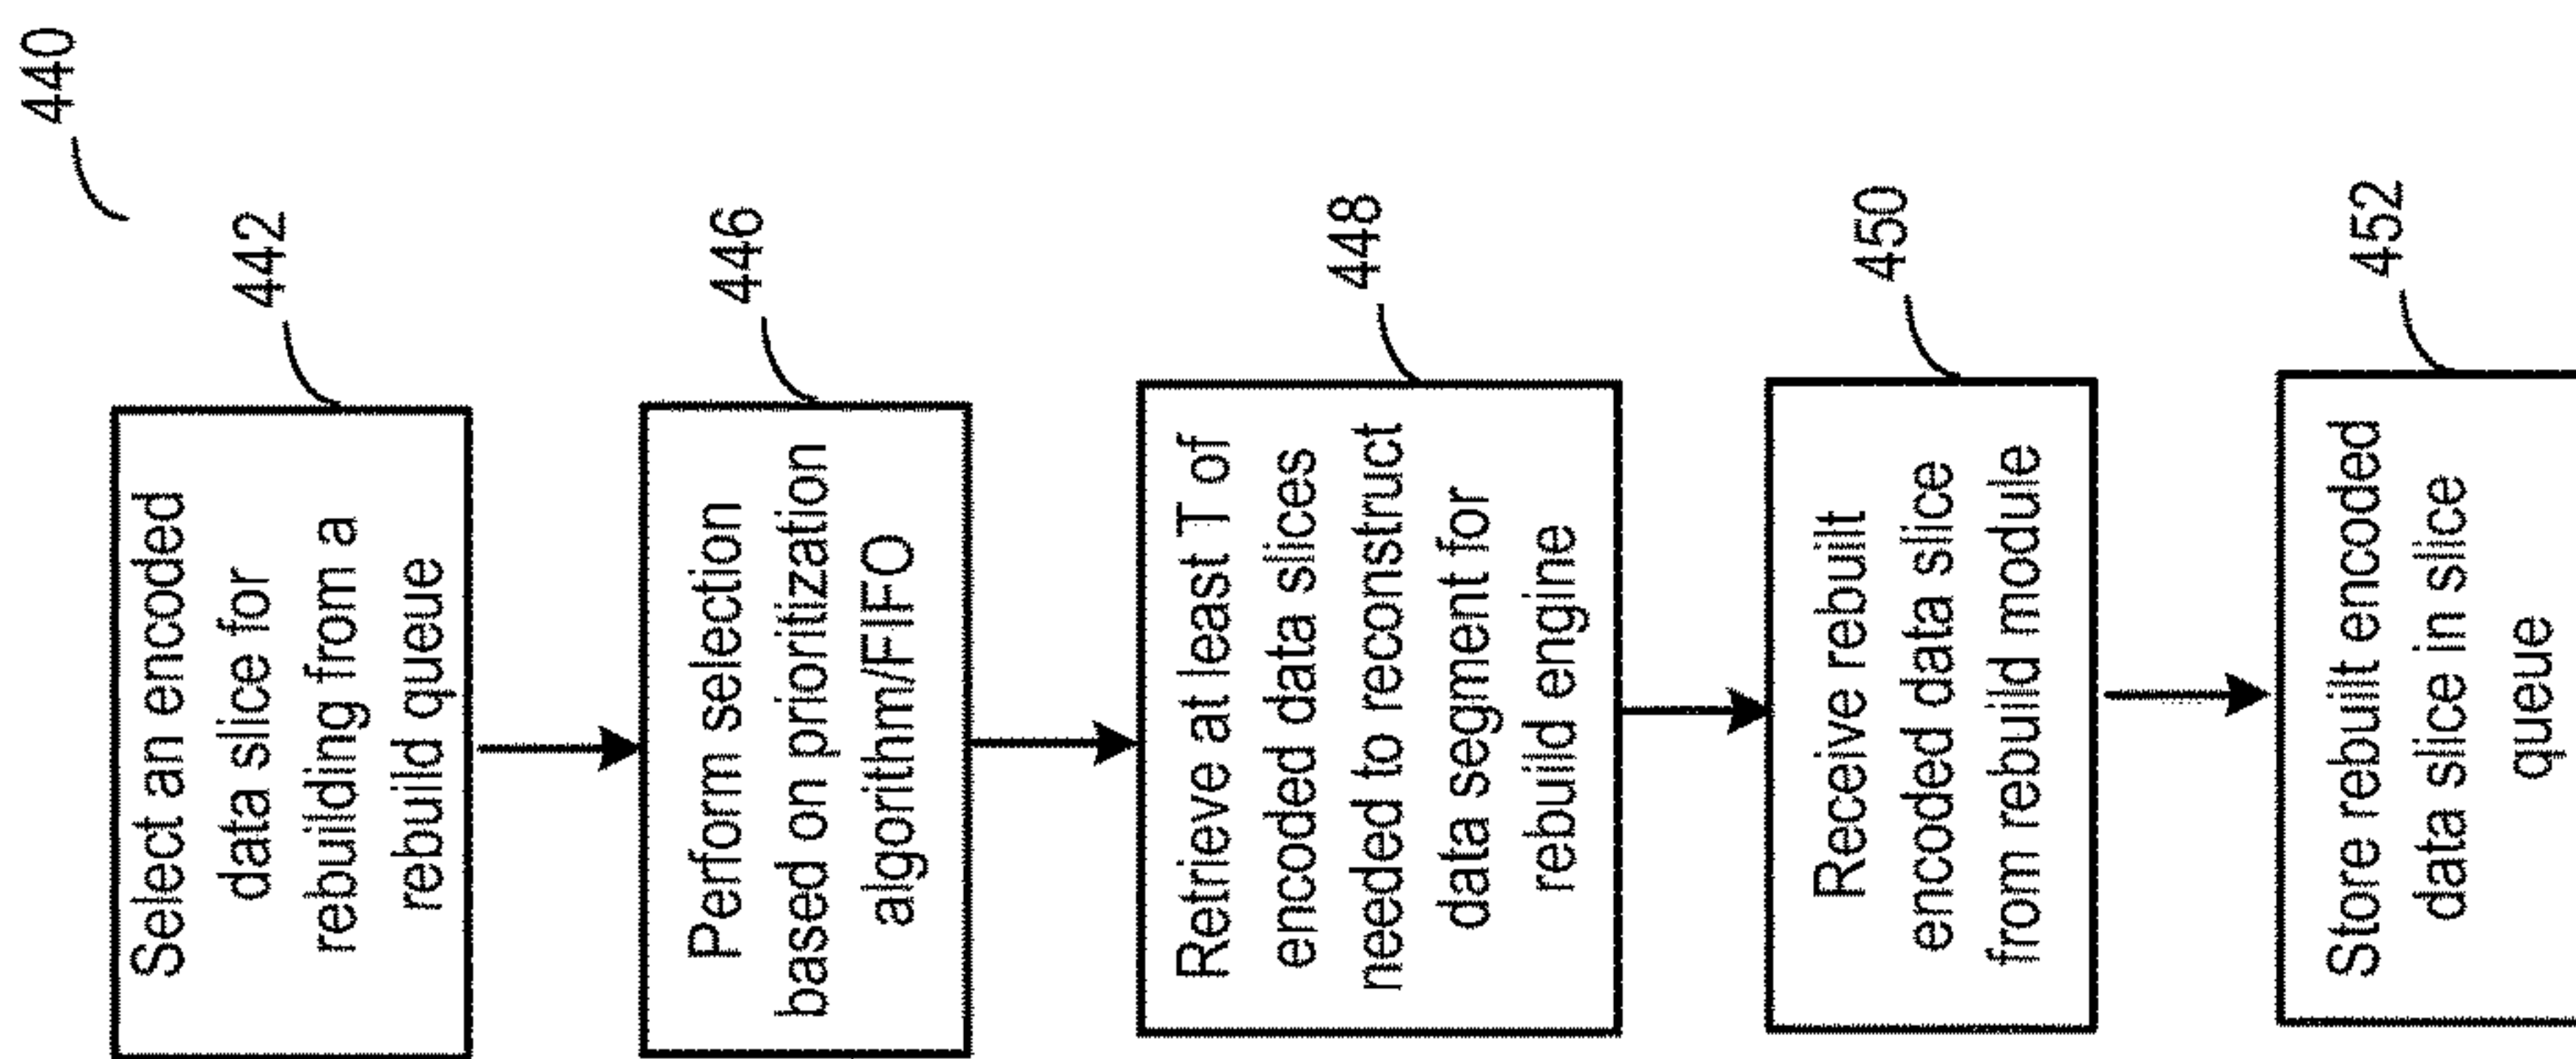 440
442
Select an encoded
data slice for
rebuilding from a
rebuild queue
446
Perform selection
based on prioritization
algorithm/FIFO
448
Retrieve at least T of
encoded data slices
needed to reconstruct
data segment for
rebuild engine
450
Receive rebuilt
encoded data slice
from rebuild module
452
Store rebuilt encoded
data slice in slice
queue